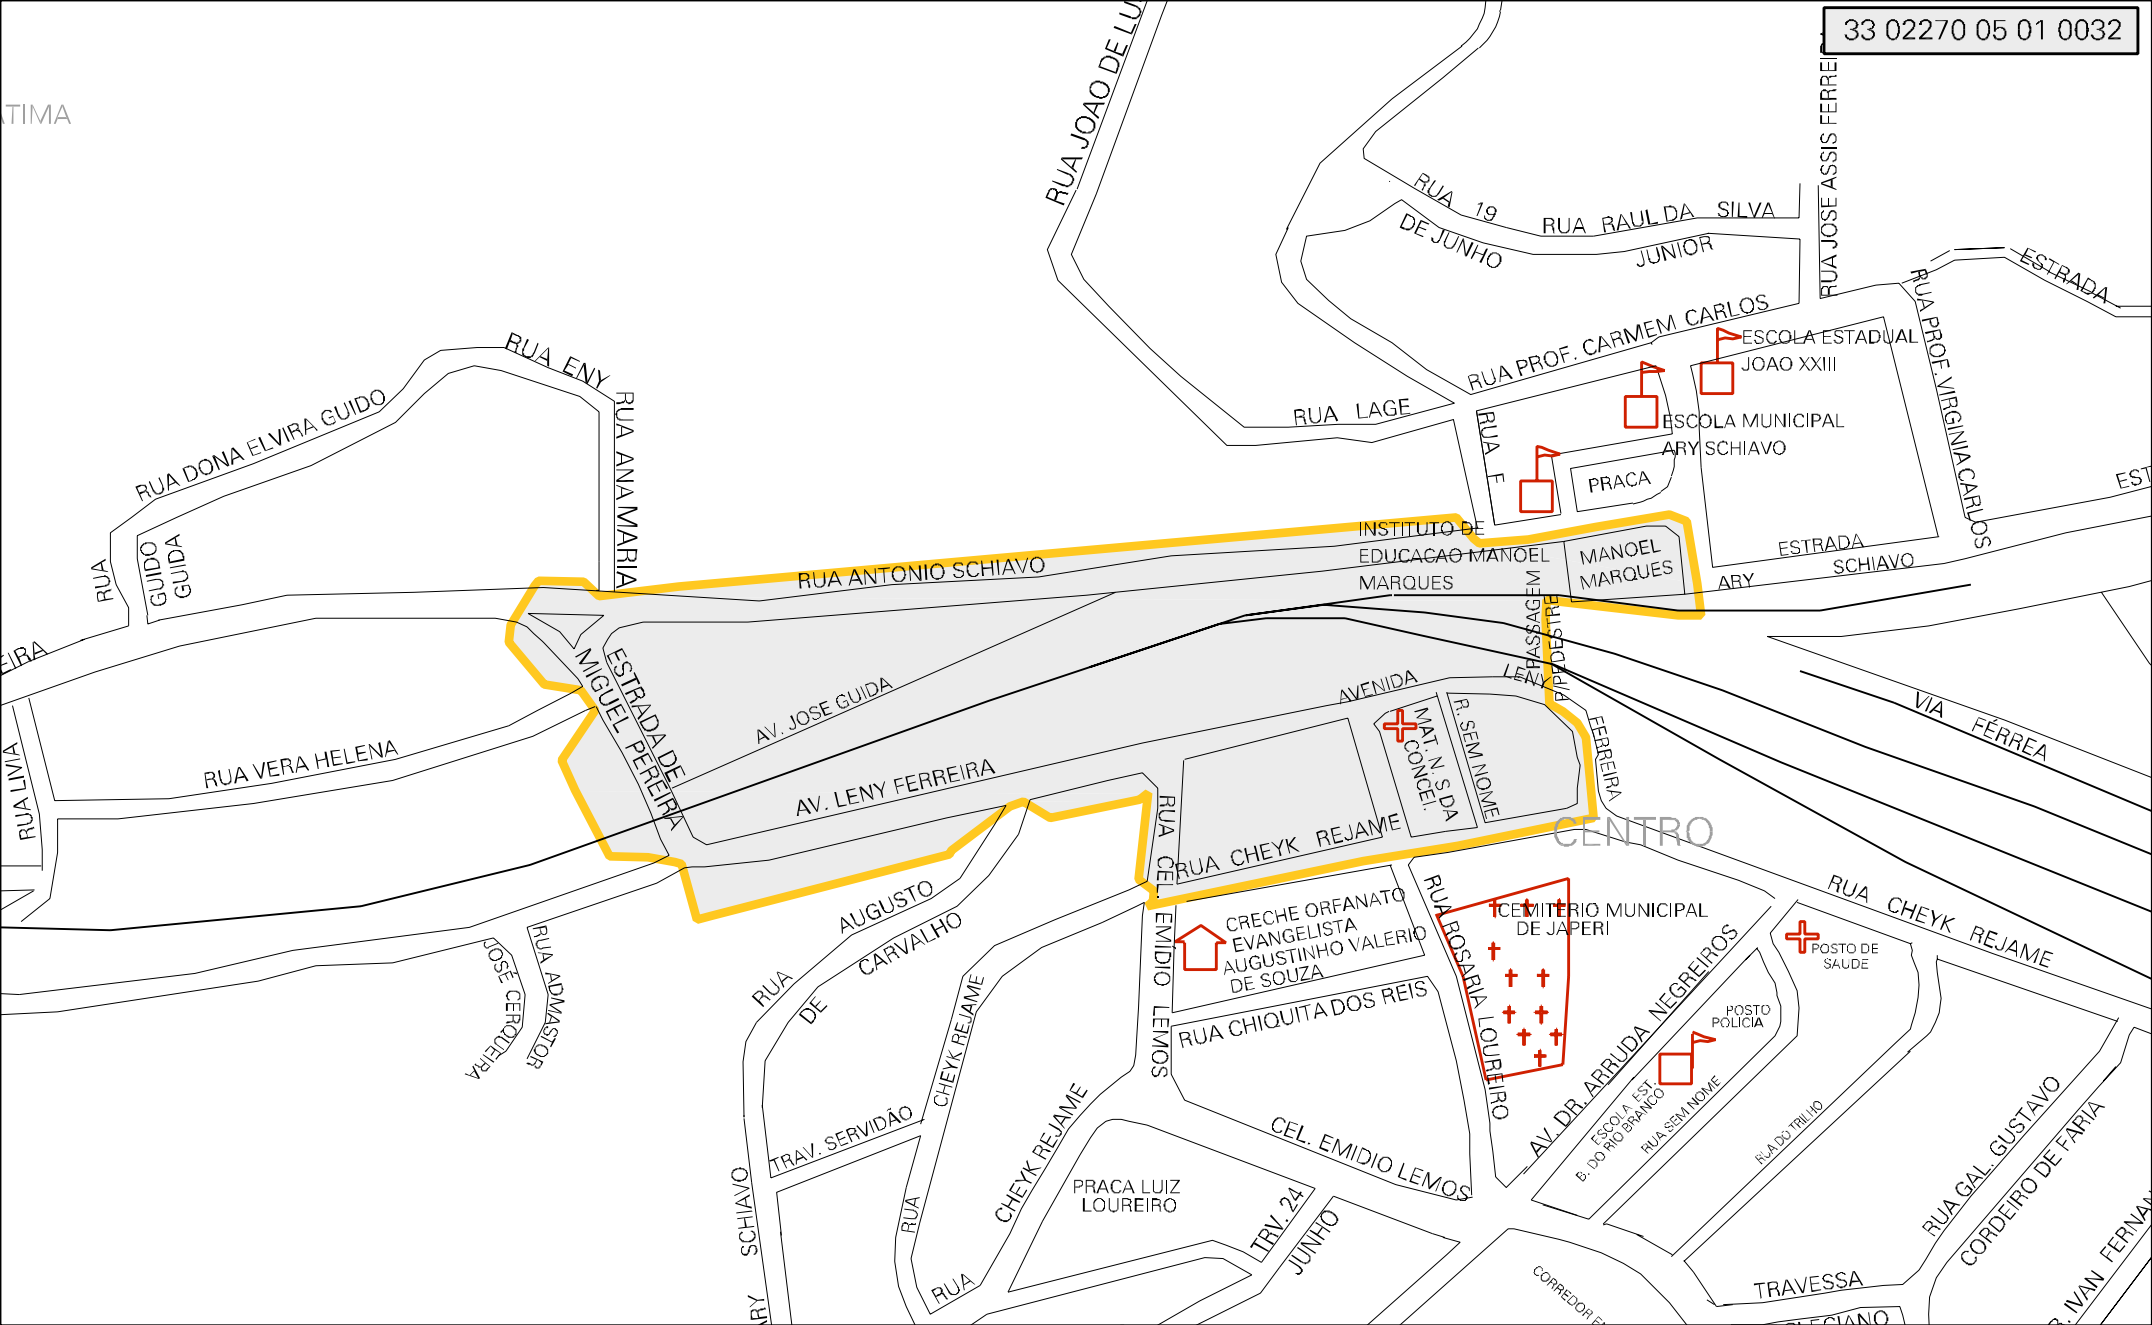 33 02270 05 01 0032
RUA JOAO DE LU
RUA JOSE ASSIS FERREI
ATIMA
RUA 19
DE JUNHO
RUA RAUL DA SILVA
JUNIOR
ESTRADA
RUA PROF. VIRGINIA CARLOS
RUA PROF. CARMEM CARLOS
ESCOLA ESTADUAL
JOAO XXIII
RUA ENY
RUA DONA ELVIRA GUIDO
RUA ANA MARIA
RUA LAGE
RUA F
ESCOLA MUNICIPAL
ARY SCHIAVO
PRACA
EST
RUA
GUIDO
GUIDA
INSTITUTO DE
EDUCACAO MANOEL
MARQUES
MANOEL
MARQUES
ESTRADA
ARY
SCHIAVO
RUA ANTONIO SCHIAVO
PASSAGEM
P/PEDESTRE
EIRA
ESTRADA DE
MIGUEL PEREIRA
AV. JOSE GUIDA
AVENIDA
LENY
FERREIRA
VIA FÉRREA
RUA LIVIA
RUA VERA HELENA
AV. LENY FERREIRA
MAT. N. S DA
CONCEI.
R. SEM NOME
RUA CHEYK REJAME
CENTRO
RUA CEL. EMÍDIO LEMOS
RUA AUGUSTO
DE CARVALHO
CRECHE ORFANATO
EVANGELISTA
AUGUSTINHO VALERIO
DE SOUZA
RUA ROSARIA LOUREIRO
CEMITERIO MUNICIPAL
DE JAPERI
RUA CHEYK REJAME
POSTO DE
SAUDE
JOSÉ CERQUEIRA
RUA ADMASTOR
RUA CHIQUITA DOS REIS
AV. DR. ARRUDA NEGREIROS
POSTO
POLICIA
ESCOLA EST.
B. DO RIO BRANCO
RUA SEM NOME
RUA DO TRILHO
RUA CHEYK REJAME
TRAV. SERVIDÃO
RUA CHEYK REJAME
CEL. EMIDIO LEMOS
PRACA LUIZ
LOUREIRO
TRV. 24
JUNHO
RUA GAL. GUSTAVO
CORDEIRO DE FARIA
ARY SCHIAVO
CORREDOR E
TRAVESSA
LECIANO
R. IVAN FERNAN